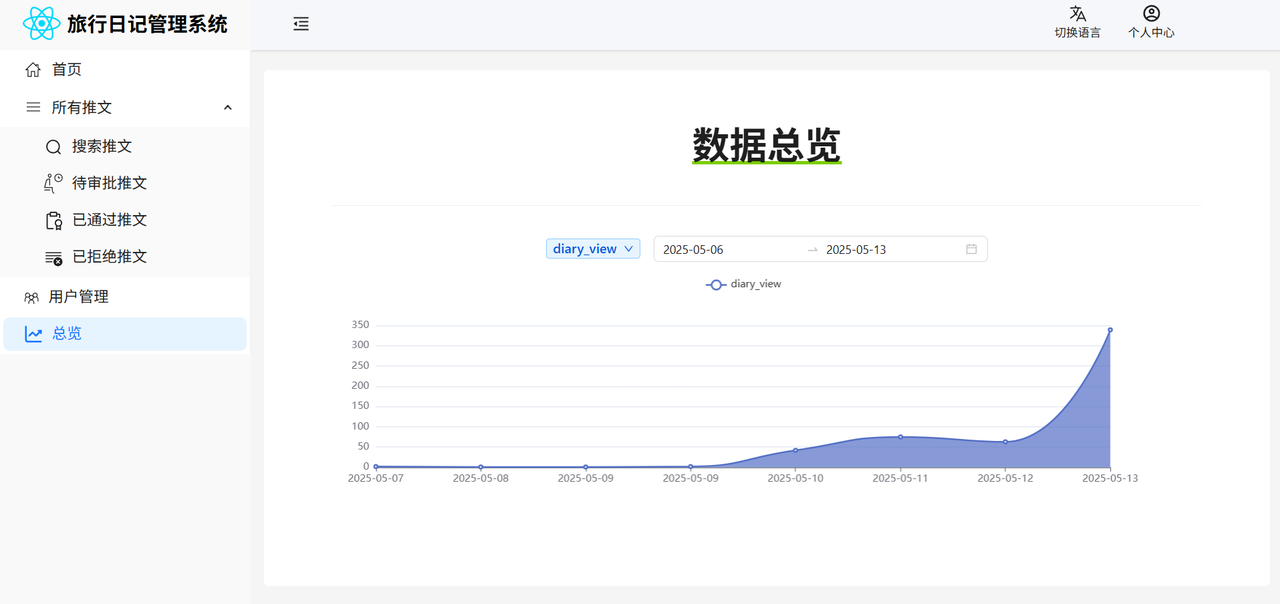 旅行日记管理系统
切换语言
个人中心
首页
所有推文
搜索推文
待审批推文
已通过推文
已拒绝推文
用户管理
总览
数据总览
diary_view
2025-05-06
2025-05-13
diary_view
350
300
250
200
150
100
50
0
2025-05-07 2025-05-08 2025-05-09 2025-05-09 2025-05-10 2025-05-11 2025-05-12 2025-05-13